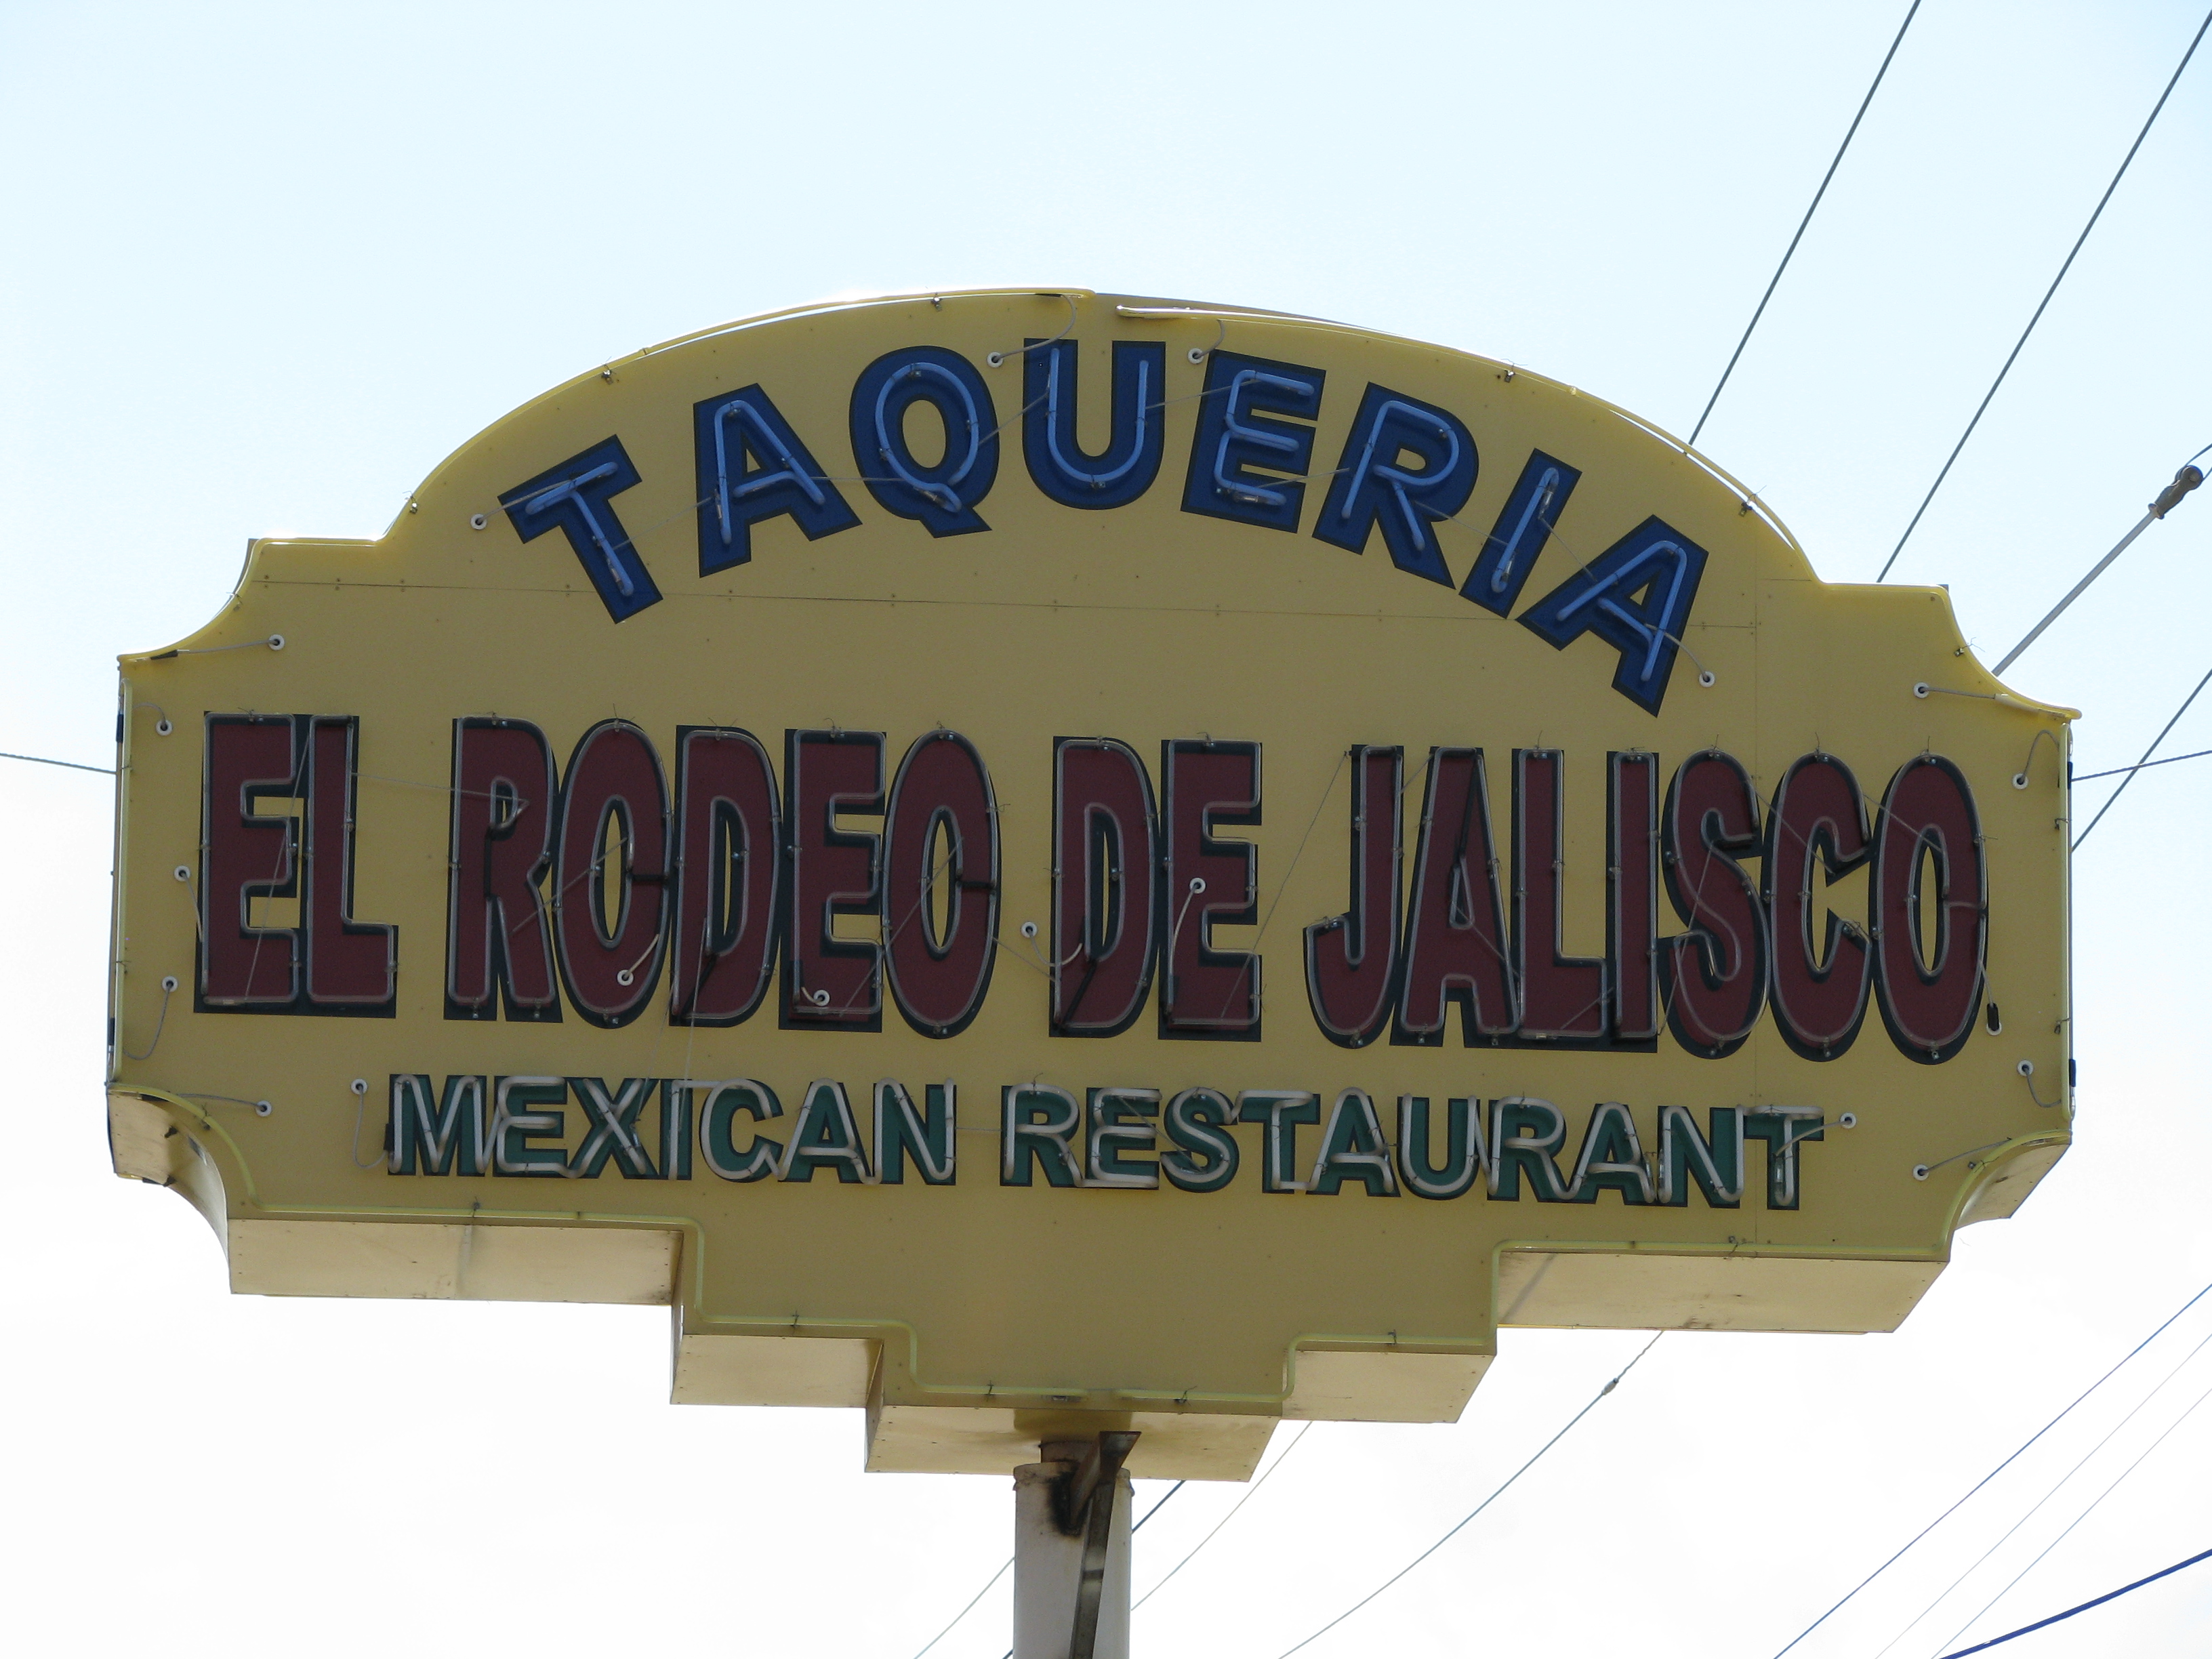 TAQUERIA
EL RODEO DE JALISCO
MEXICAN RESTAURANT